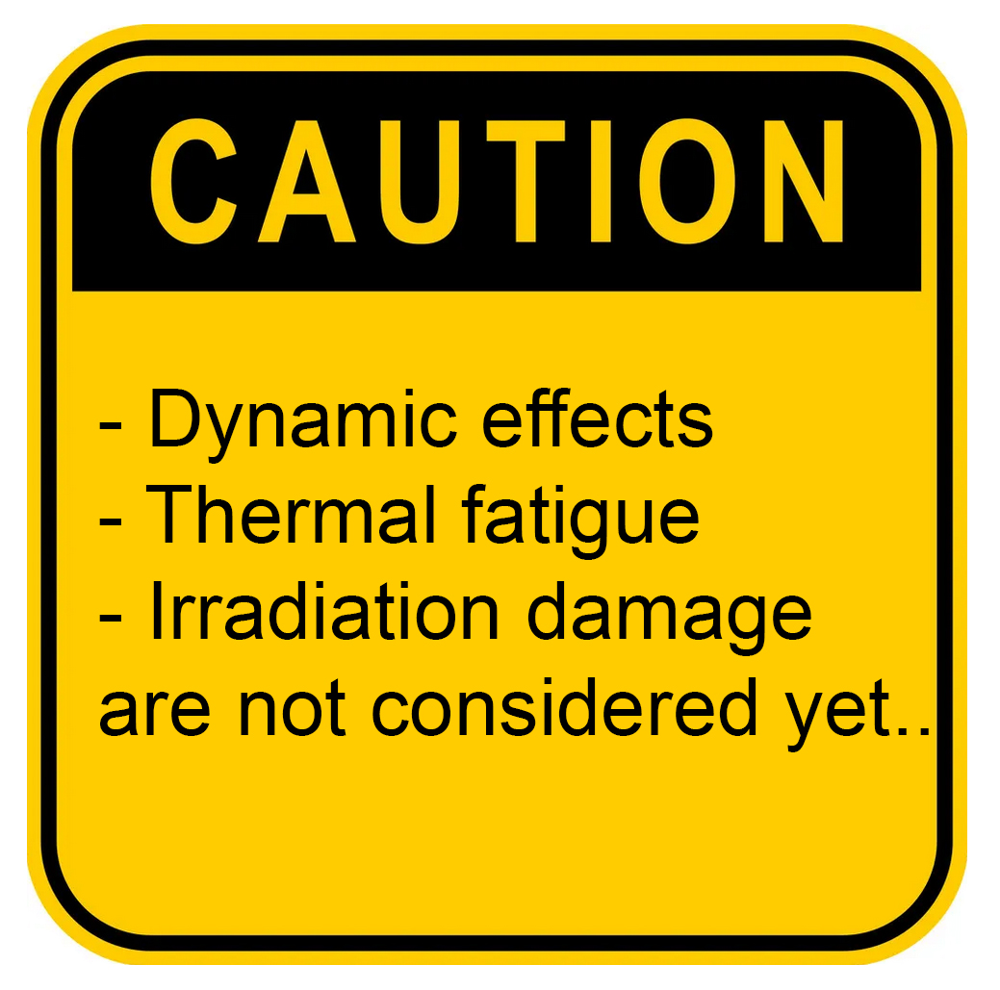 CAUTION
- Dynamic effects
- Thermal fatigue
- Irradiation damage
are not considered yet..